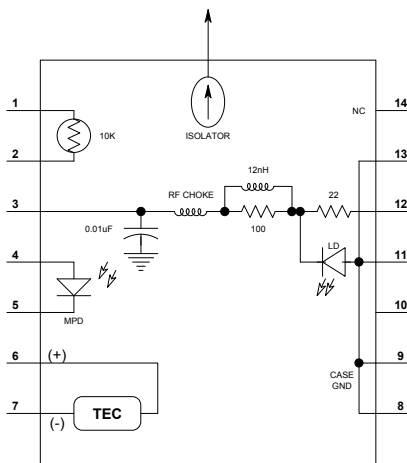 1
14
NC
10K
ISOLATOR
2
13
12nH
RF CHOKE
22
3
12
0.01uF
100
LD
4
11
5
MPD
10
6
(+)
9
CASE
GND
7
(-)
TEC
8